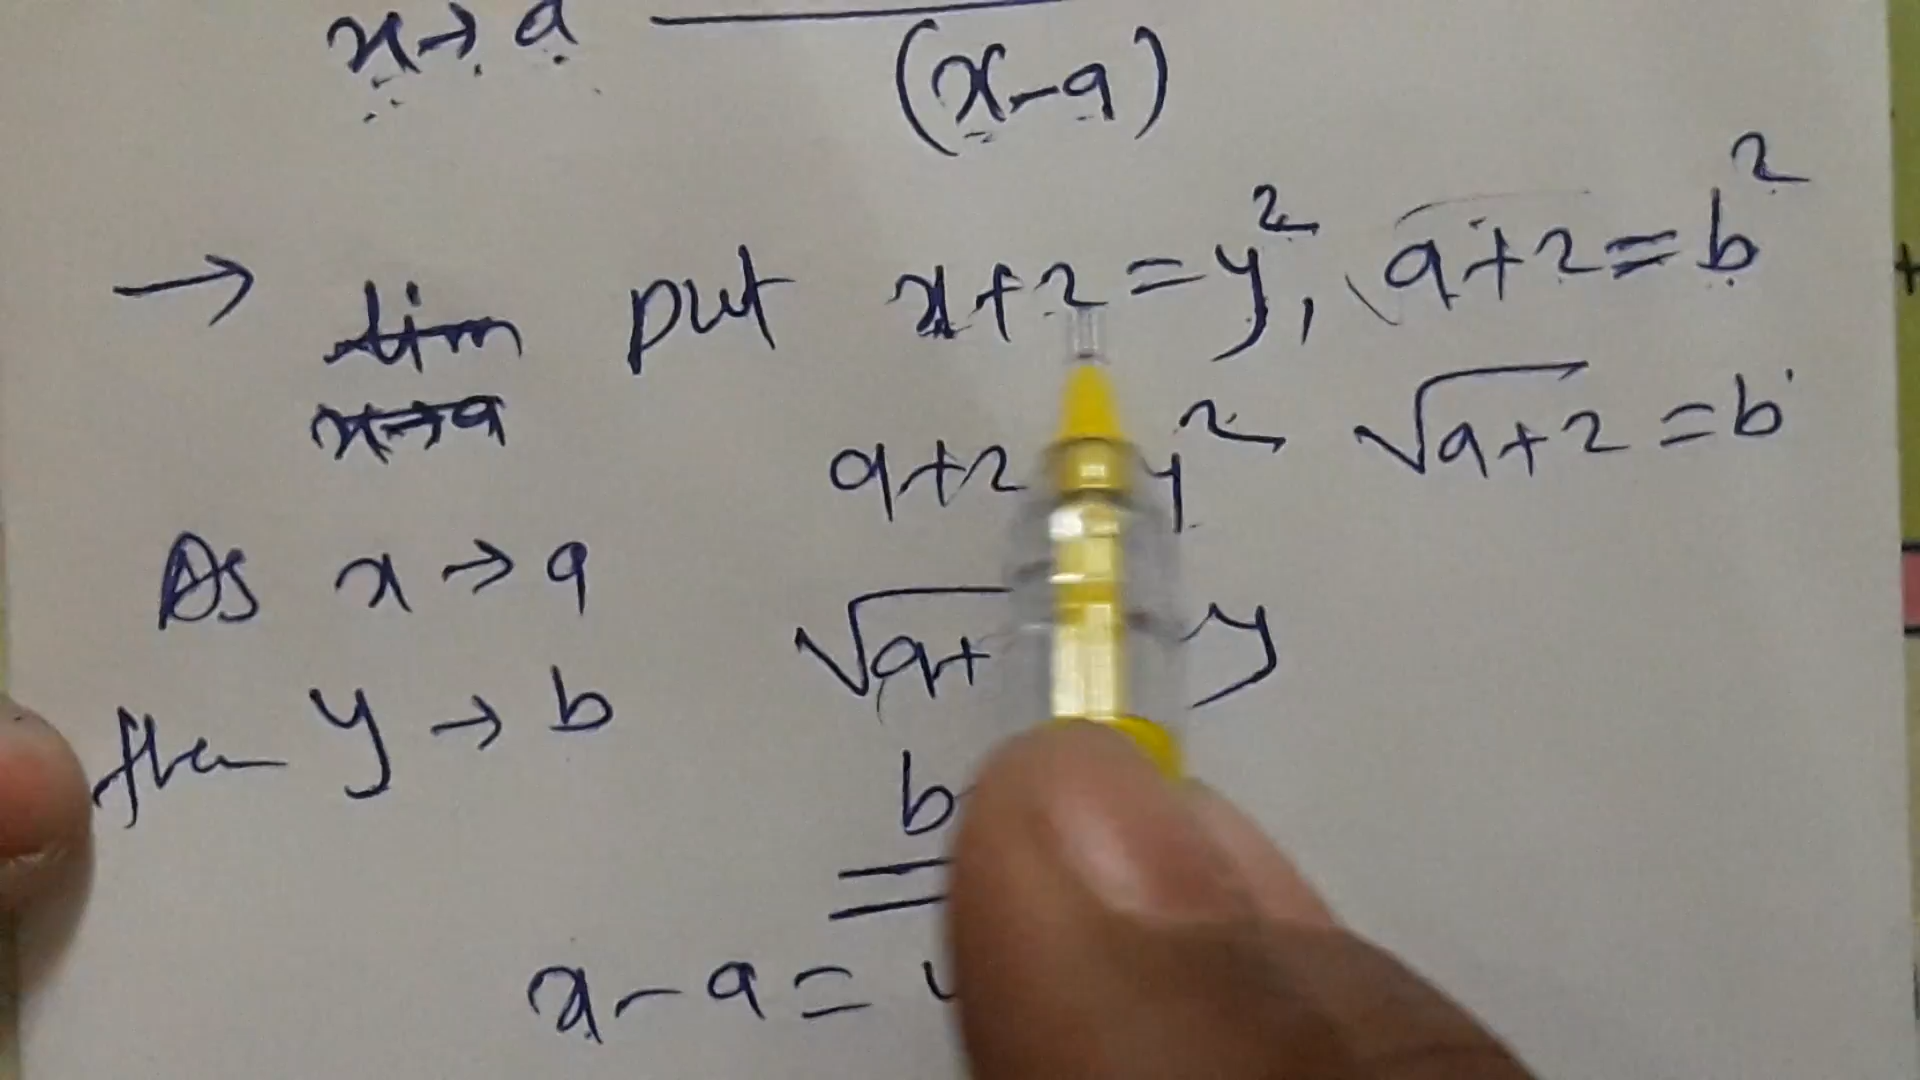 x→a
(x-a)
→ lim put x+2=y², a+2=b²
x→a a+2 y² √a+2 =b
As x→a √a+ y
then y→b b
x-a=